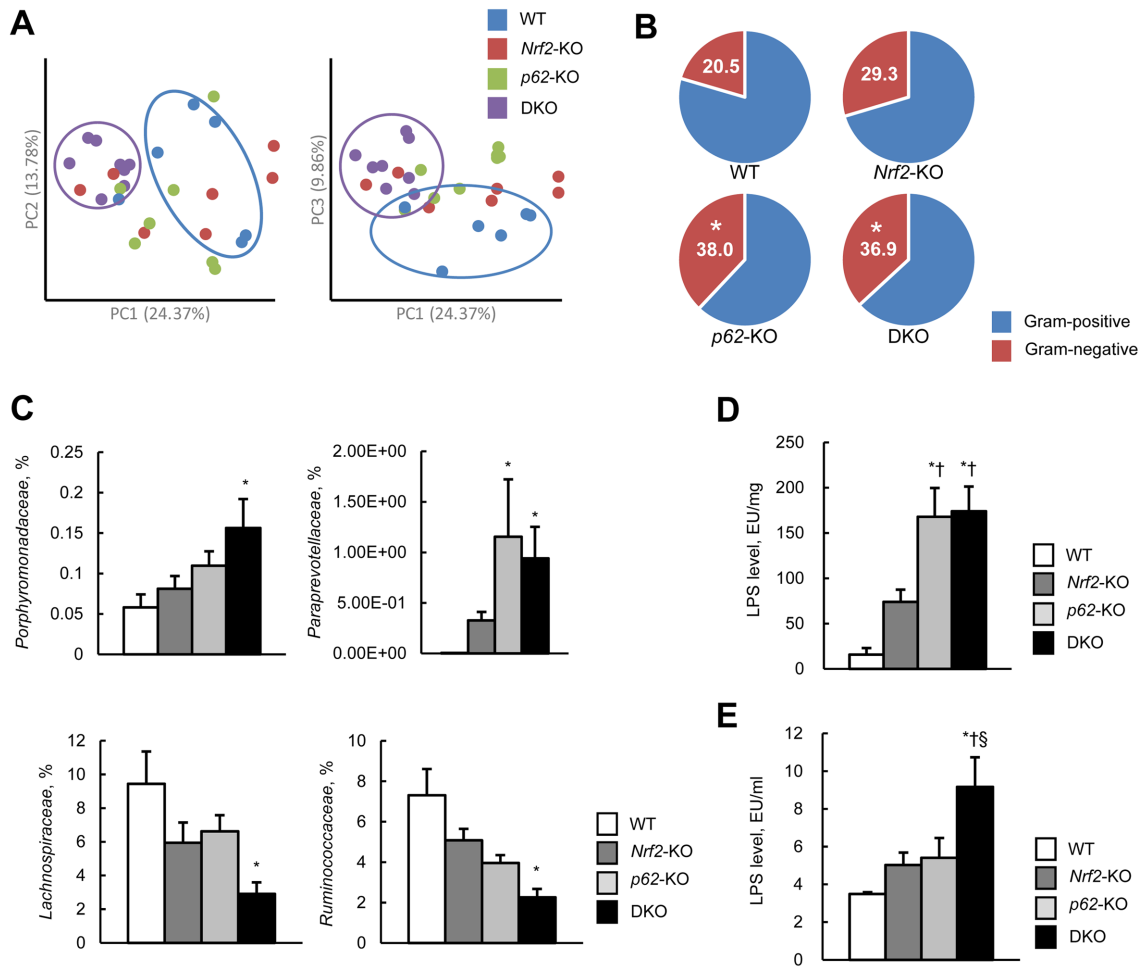 A
WT
Nrf2-KO
p62-KO
DKO
PC2 (13.78%)
PC1 (24.37%)
PC3 (9.86%)
PC1 (24.37%)
B
20.5
WT
29.3
Nrf2-KO
*
38.0
p62-KO
*
36.9
DKO
Gram-positive
Gram-negative
C
Porphyromonadaceae, %
0.25
0.2
0.15
0.1
0.05
0
*
Paraprevotellaceae, %
2.00E+00
1.50E+00
1.00E+00
5.00E-01
0.00E+00
*
*
Lachnospiraceae, %
12
10
8
6
4
2
0
*
Ruminococcaceae, %
10
8
6
4
2
0
*
WT
Nrf2-KO
p62-KO
DKO
D
LPS level, EU/mg
250
200
150
100
50
0
*†
*†
WT
Nrf2-KO
p62-KO
DKO
E
LPS level, EU/ml
12
10
8
6
4
2
0
*†§
WT
Nrf2-KO
p62-KO
DKO